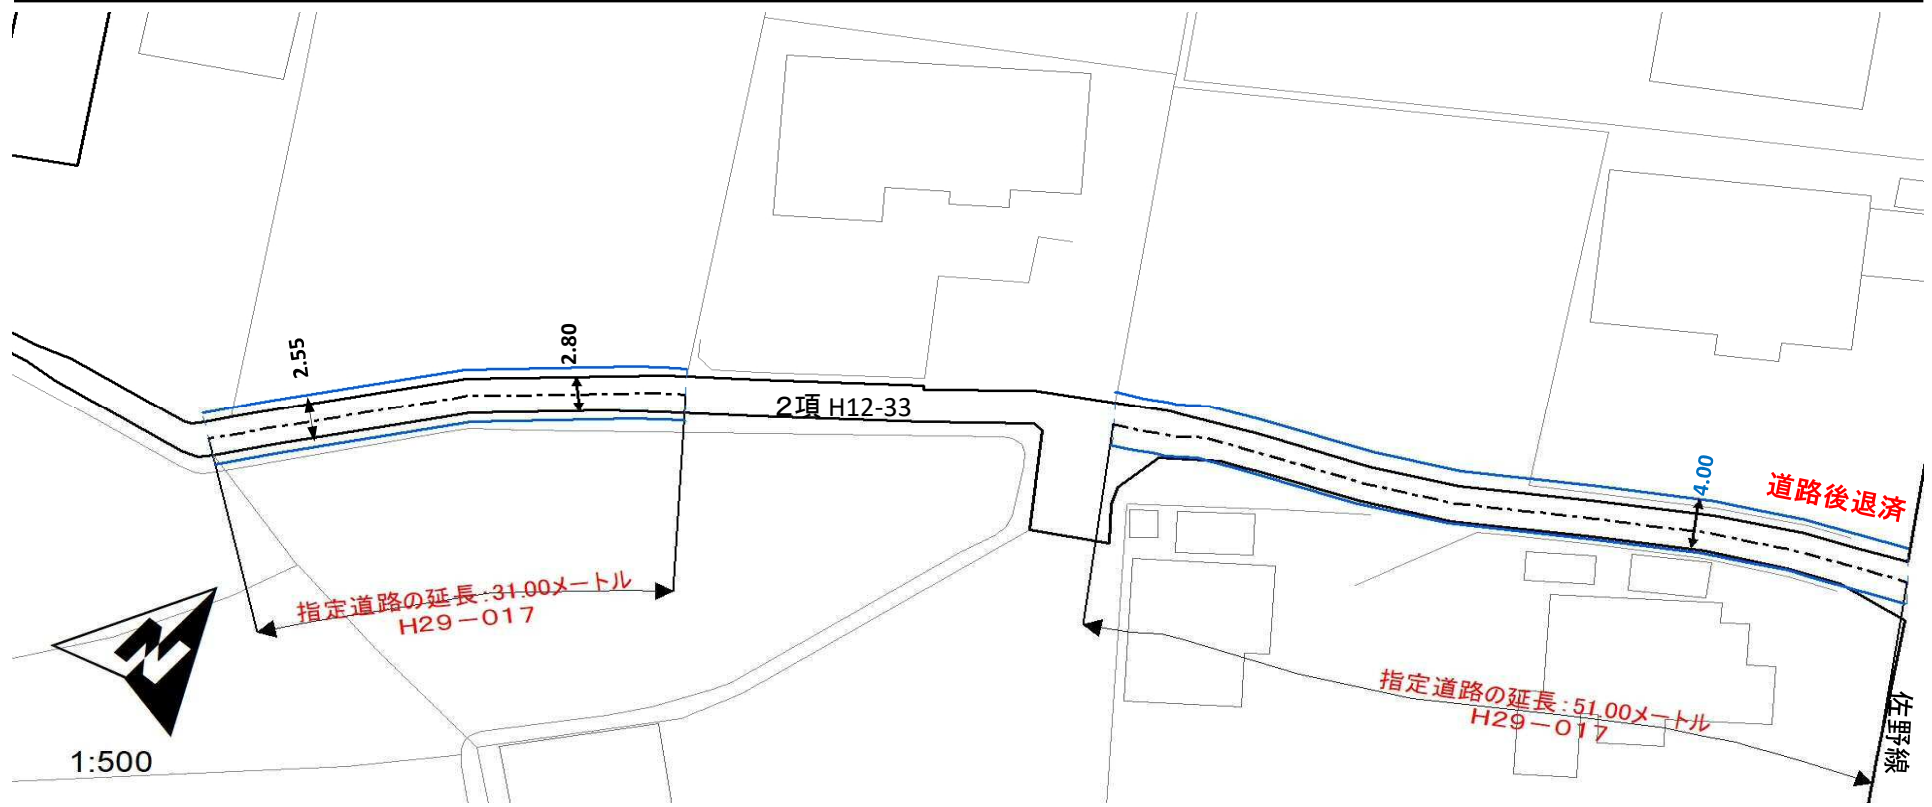 2.55
2.80
2項 H12-33
4.00
道路後退済
指定道路の延長:31.00メートル
H29-017
指定道路の延長:51.00メートル
H29-017
佐野線
N
1:500